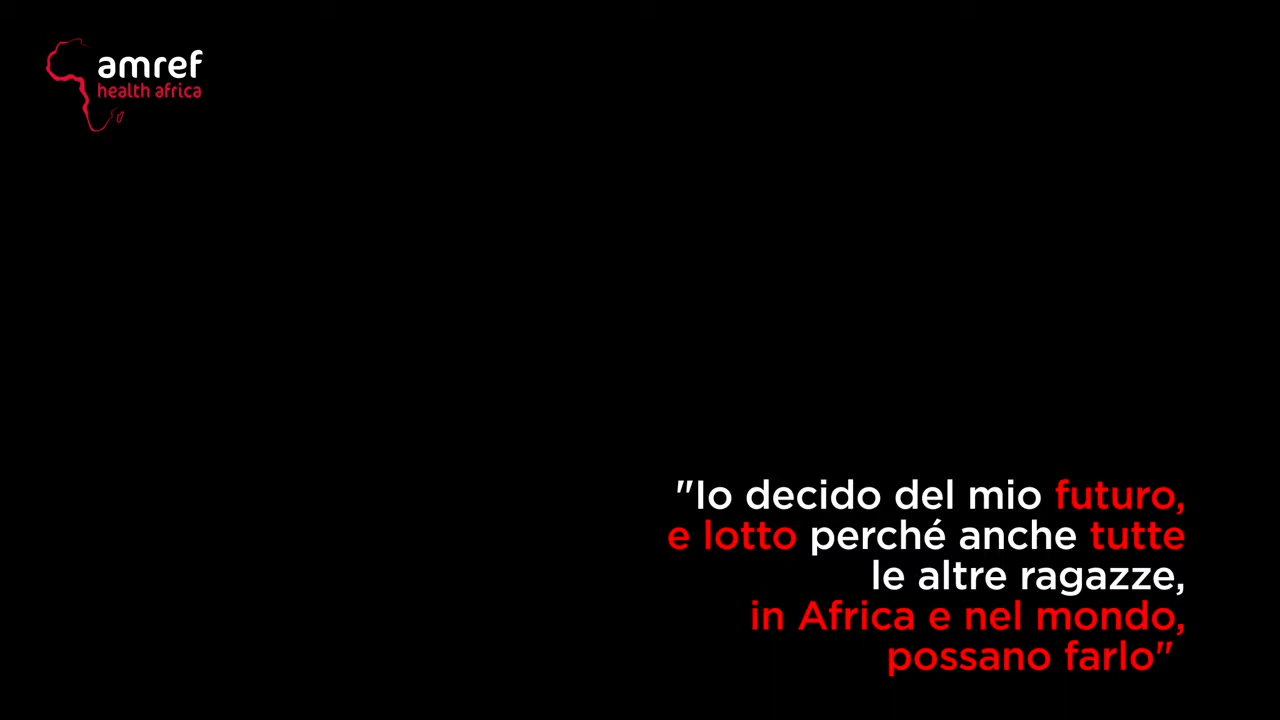 amref
health africa
"Io decido del mio futuro,
e lotto perché anche tutte
le altre ragazze,
in Africa e nel mondo,
possano farlo"